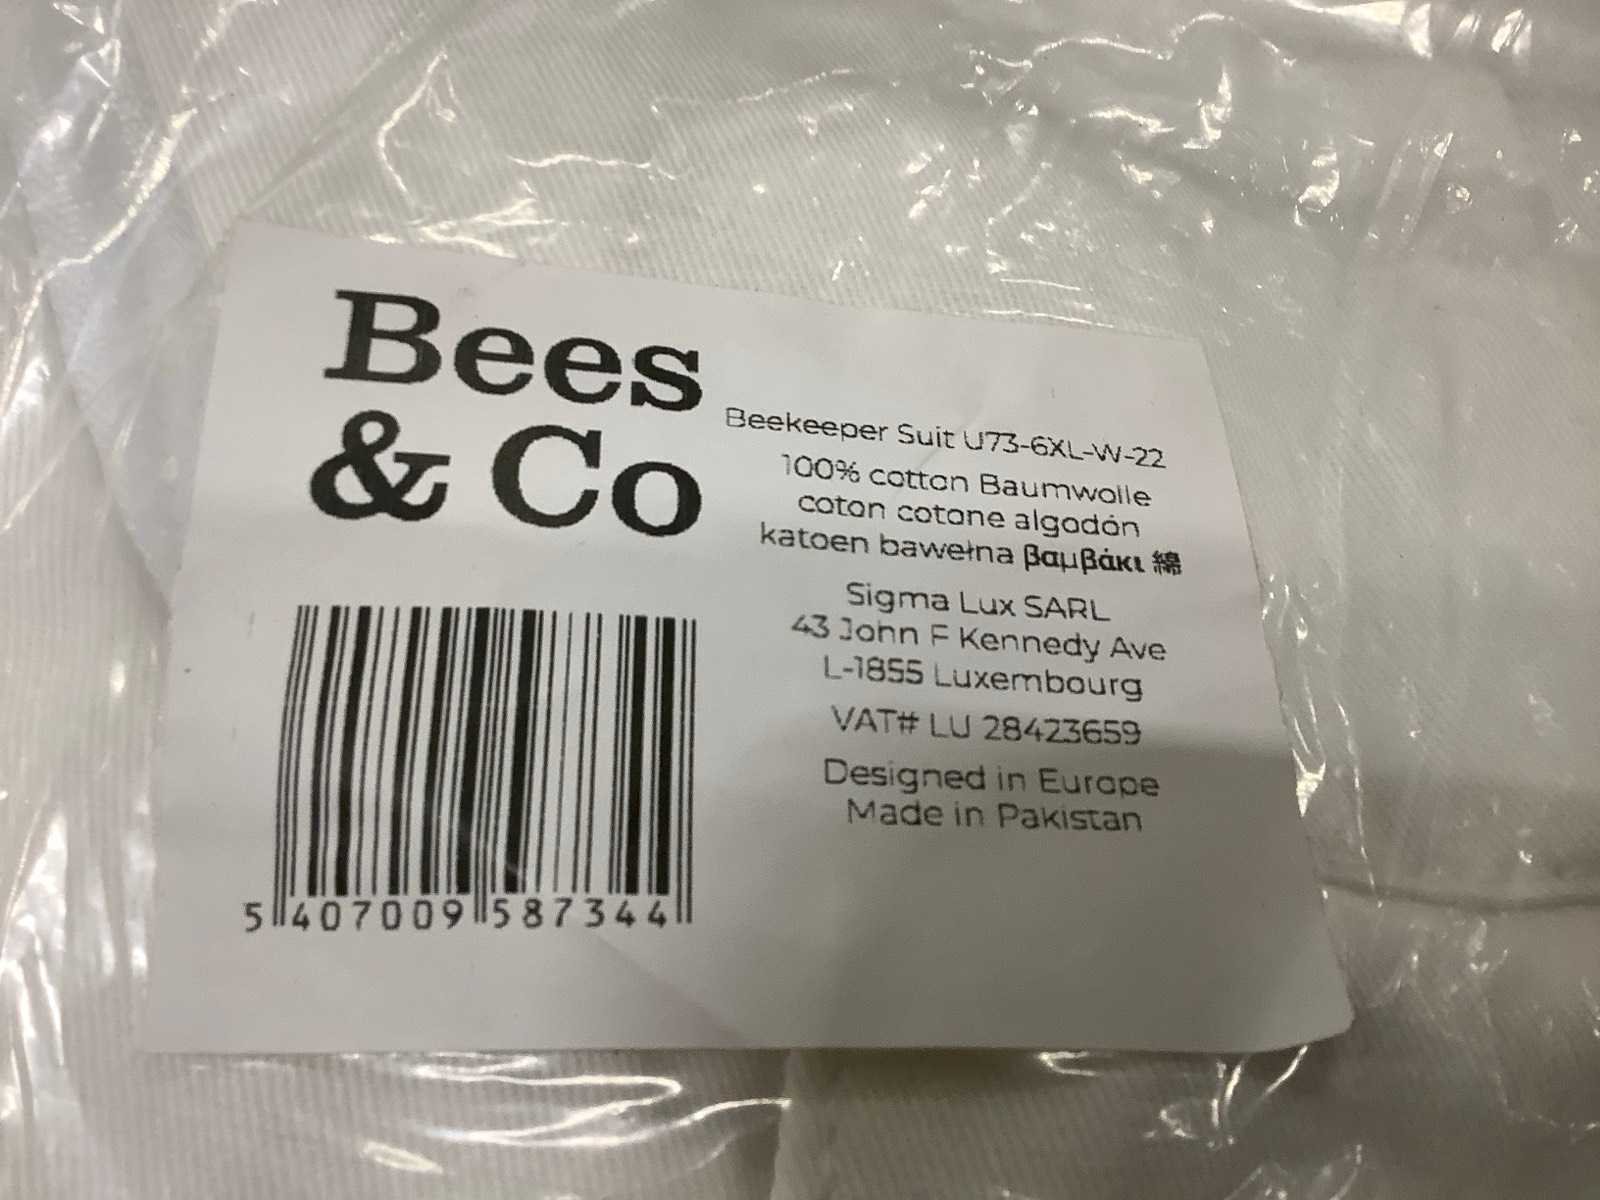 Bees
& Co
Beekeeper Suit U73-6XL-W-22
100% cotton Baumwolle
coton cotone algodón
katoen bawełna βαμβάκι 綿
Sigma Lux SARL
43 John F Kennedy Ave
L-1855 Luxembourg
VAT# LU 28423659
Designed in Europe
Made in Pakistan
5 407009 587344